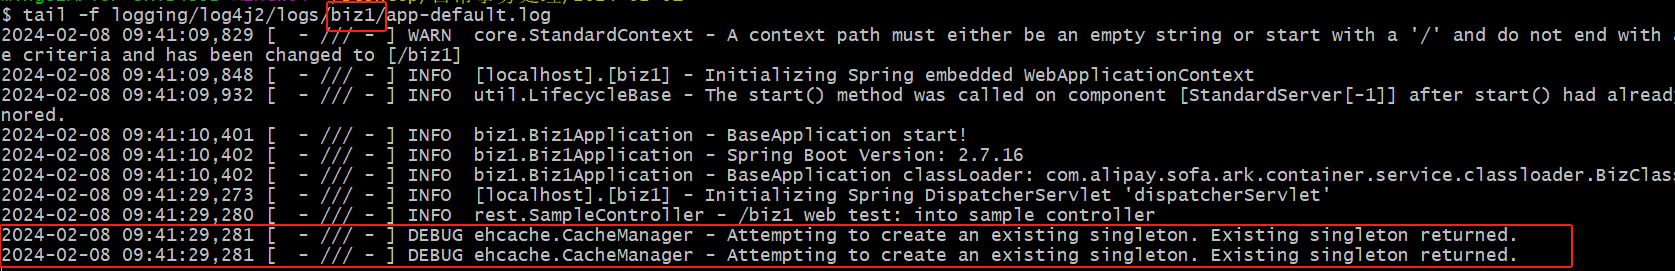 $ tail -f logging/log4j2/logs/biz1/app-default.log
2024-02-08 09:41:09,829 [  - /// - ] WARN  core.StandardContext - A context path must either be an empty string or start with a '/' and do not end with
e criteria and has been changed to [/biz1]
2024-02-08 09:41:09,848 [  - /// - ] INFO  [localhost].[biz1] - Initializing Spring embedded WebApplicationContext
2024-02-08 09:41:09,932 [  - /// - ] INFO  util.LifecycleBase - The start() method was called on component [StandardServer[-1]] after start() had already
nored.
2024-02-08 09:41:10,401 [  - /// - ] INFO  biz1.Biz1Application - BaseApplication start!
2024-02-08 09:41:10,402 [  - /// - ] INFO  biz1.Biz1Application - Spring Boot Version: 2.7.16
2024-02-08 09:41:10,402 [  - /// - ] INFO  biz1.Biz1Application - BaseApplication classLoader: com.alipay.sofa.ark.container.service.classloader.BizClas
2024-02-08 09:41:29,273 [  - /// - ] INFO  [localhost].[biz1] - Initializing Spring DispatcherServlet 'dispatcherServlet'
2024-02-08 09:41:29,280 [  - /// - ] INFO  rest.SampleController - /biz1 web test: into sample controller
2024-02-08 09:41:29,281 [  - /// - ] DEBUG ehcache.CacheManager - Attempting to create an existing singleton. Existing singleton returned.
2024-02-08 09:41:29,281 [  - /// - ] DEBUG ehcache.CacheManager - Attempting to create an existing singleton. Existing singleton returned.